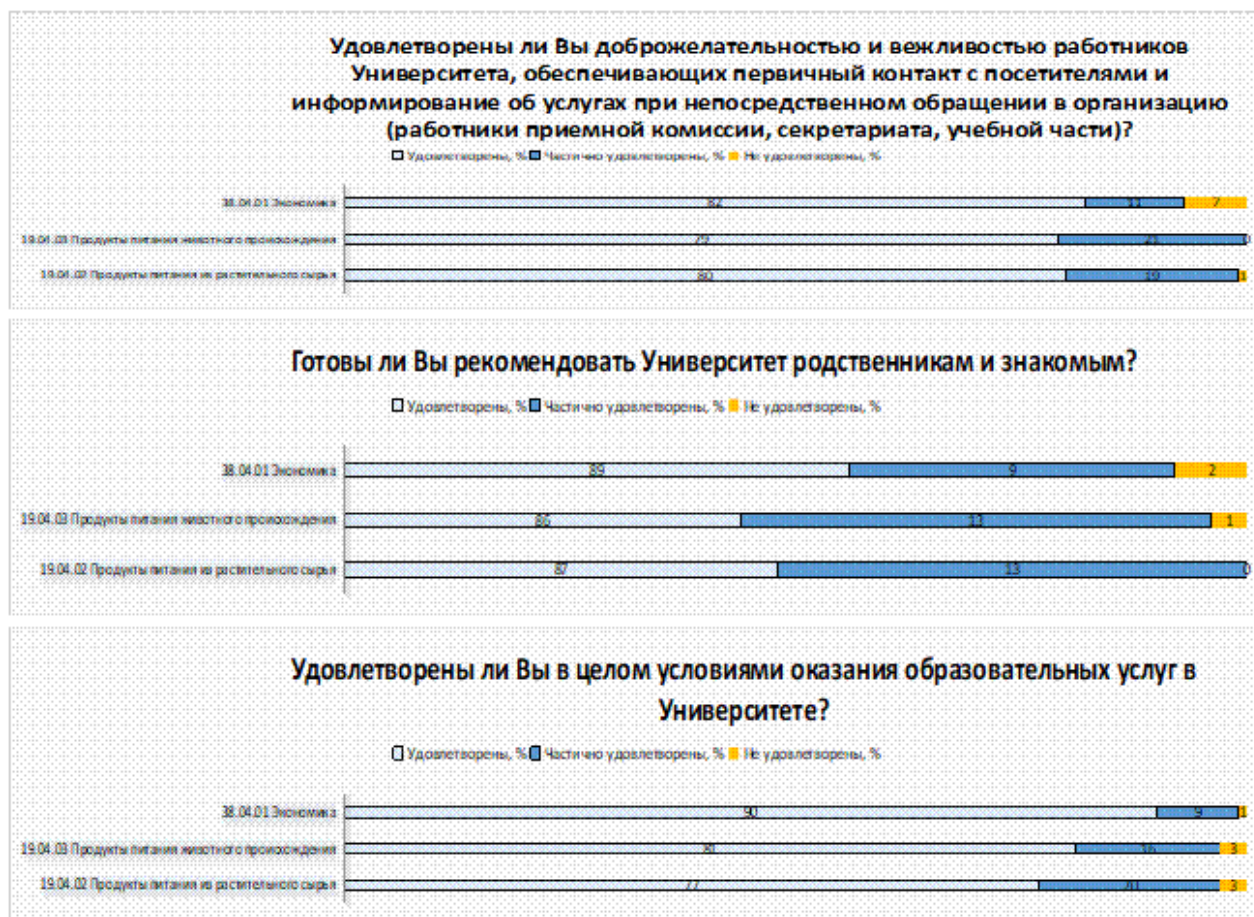 Удовлетворены ли Вы доброжелательностью и вежливостью работников
Университета, обеспечивающих первичный контакт с посетителями и
информирование об услугах при непосредственном обращении в организацию
(работники приемной комиссии, секретариата, учебной части)?
Удовлетворены, % Частично удовлетворены, % Не удовлетворены, %
38.04.01 Экономика 82 11 7
19.04.03 Продукты питания животного происхождения 79 21 0
19.04.02 Продукты питания из растительного сырья 80 19 1
Готовы ли Вы рекомендовать Университет родственникам и знакомым?
Удовлетворены, % Частично удовлетворены, % Не удовлетворены, %
38.04.01 Экономика 89 9 2
19.04.03 Продукты питания животного происхождения 86 13 1
19.04.02 Продукты питания из растительного сырья 87 13 0
Удовлетворены ли Вы в целом условиями оказания образовательных услуг в
Университете?
Удовлетворены, % Частично удовлетворены, % Не удовлетворены, %
38.04.01 Экономика 90 9 1
19.04.03 Продукты питания животного происхождения 81 16 3
19.04.02 Продукты питания из растительного сырья 77 20 3